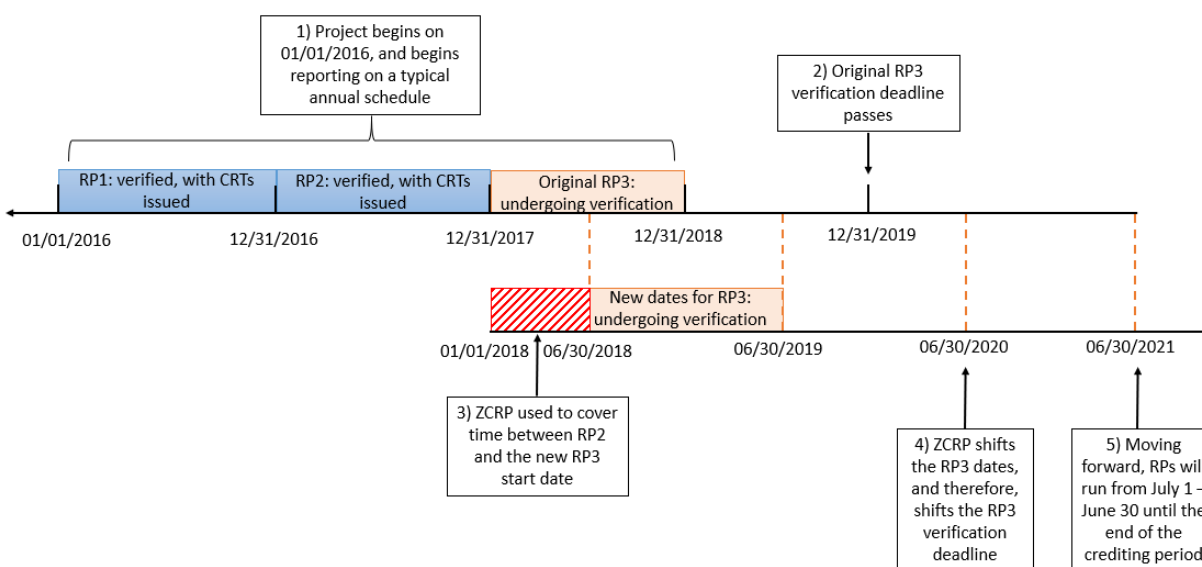 1) Project begins on
01/01/2016, and begins
reporting on a typical
annual schedule
2) Original RP3
verification deadline
passes
RP1: verified, with CRTs
issued
RP2: verified, with CRTs
issued
Original RP3:
undergoing verification
01/01/2016
12/31/2016
12/31/2017
12/31/2018
12/31/2019
New dates for RP3:
undergoing verification
01/01/2018
06/30/2018
06/30/2019
06/30/2020
06/30/2021
3) ZCRP used to cover
time between RP2
and the new RP3
start date
4) ZCRP shifts
the RP3 dates,
and therefore,
shifts the RP3
verification
deadline
5) Moving
forward, RPs wil
run from July 1 –
June 30 until the
end of the
crediting period